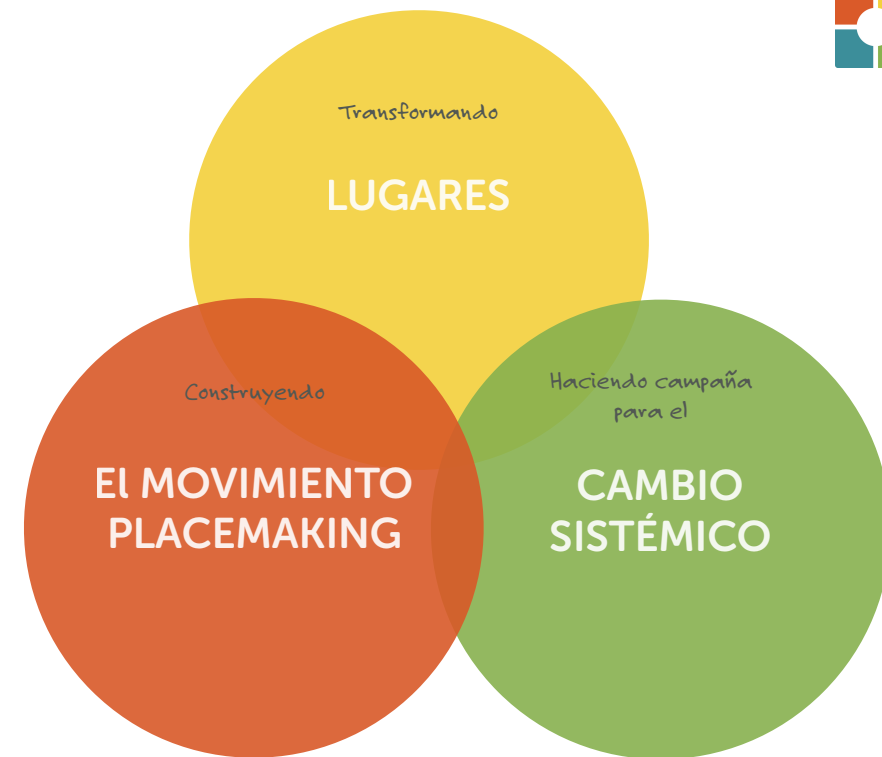 Transformando
LUGARES
Construyendo
El MOVIMIENTO
PLACEMAKING
Haciendo campaña
para el
CAMBIO
SISTÉMICO